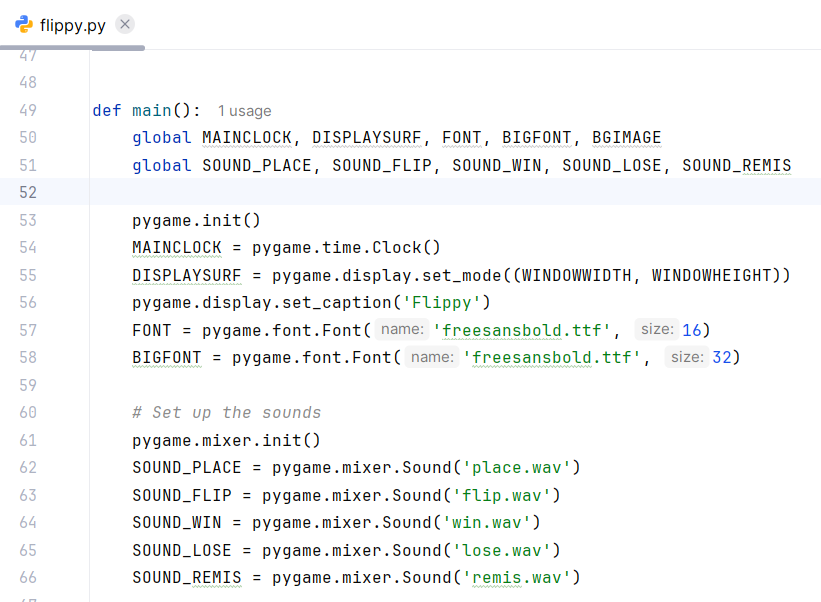 flippy.py
47
48
49 def main(): 1 usage
50 global MAINCLOCK, DISPLAYSURF, FONT, BIGFONT, BGIMAGE
51 global SOUND_PLACE, SOUND_FLIP, SOUND_WIN, SOUND_LOSE, SOUND_REMIS
52
53 pygame.init()
54 MAINCLOCK = pygame.time.Clock()
55 DISPLAYSURF = pygame.display.set_mode((WINDOWWIDTH, WINDOWHEIGHT))
56 pygame.display.set_caption('Flippy')
57 FONT = pygame.font.Font( name: 'freesansbold.ttf', size: 16)
58 BIGFONT = pygame.font.Font( name: 'freesansbold.ttf', size: 32)
59
60 # Set up the sounds
61 pygame.mixer.init()
62 SOUND_PLACE = pygame.mixer.Sound('place.wav')
63 SOUND_FLIP = pygame.mixer.Sound('flip.wav')
64 SOUND_WIN = pygame.mixer.Sound('win.wav')
65 SOUND_LOSE = pygame.mixer.Sound('lose.wav')
66 SOUND_REMIS = pygame.mixer.Sound('remis.wav')